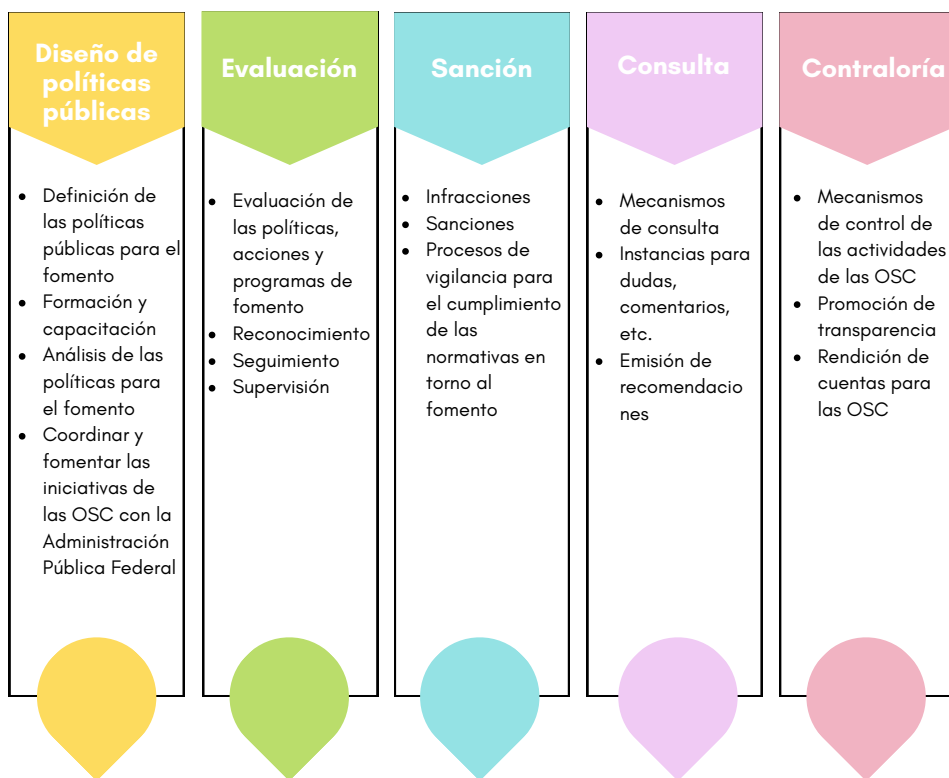 Diseño de
políticas
públicas
• Definición de
las políticas
públicas para el
fomento
• Formación y
capacitación
• Análisis de las
políticas para
el fomento
• Coordinar y
fomentar las
iniciativas de
las OSC con la
Administración
Pública Federal
Evaluación
• Evaluación de
las políticas,
acciones y
programas de
fomento
• Reconocimiento
• Seguimiento
• Supervisión
Sanción
• Infracciones
• Sanciones
• Procesos de
vigilancia para
el cumplimiento
de las
normativas en
torno al
fomento
Consulta
• Mecanismos
de consulta
• Instancias para
dudas,
comentarios,
etc.
• Emisión de
recomendacio
nes
Contraloría
• Mecanismos
de control de
las actividades
de las OSC
• Promoción de
transparencia
• Rendición de
cuentas para
las OSC